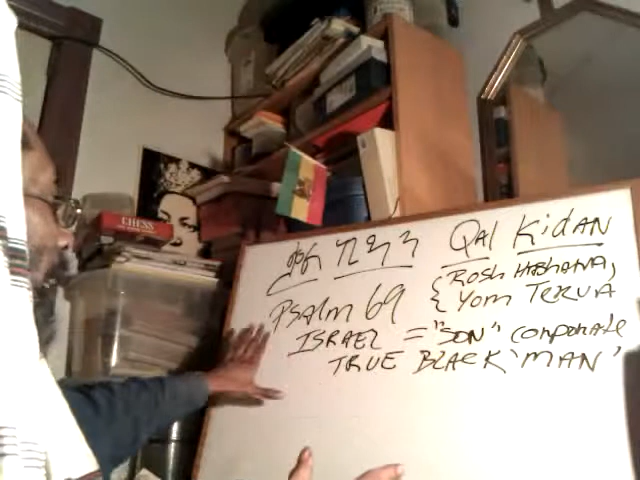 CHESS
ቃል ኪዳን Qal Kidan
Psalm 69 { Rosh Hashana,
Yom Terua
ISRAEL = "SON" corporate
TRUE BLACK 'MAN'